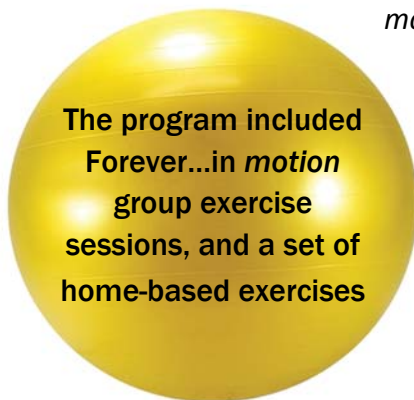 The program included
Forever...in motion
group exercise
sessions, and a set of
home-based exercises